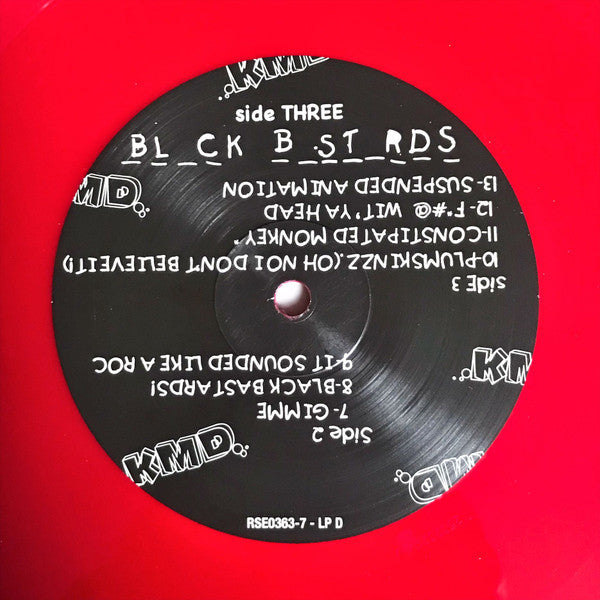 KMD.
side THREE
BL_CK B_ST_RDS
KMD.
Side 2
7-GIMME
8-BLACK BASTARDS!
9-IT SOUNDED LIKE A ROC
side 3
10-PLUMSKINZZ.(OH NO I DON'T BELIEVE IT!)
11-CONSTIPATED MONKEY"
12-F*#@ WIT' YA HEAD
13-SUSPENDED ANIMATION
KMD.
KMD.
KMD.
RSE0363-7 - LP D